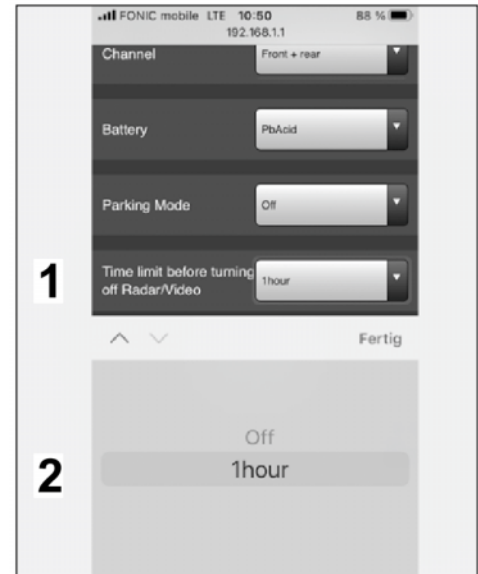 FONIC mobile LTE 10:50 88 %
192.168.1.1
Channel Front + rear
Battery PbAcid
Parking Mode Off
1
Time limit before turning
off Radar/Video
1hour
Fertig
Off
2
1hour